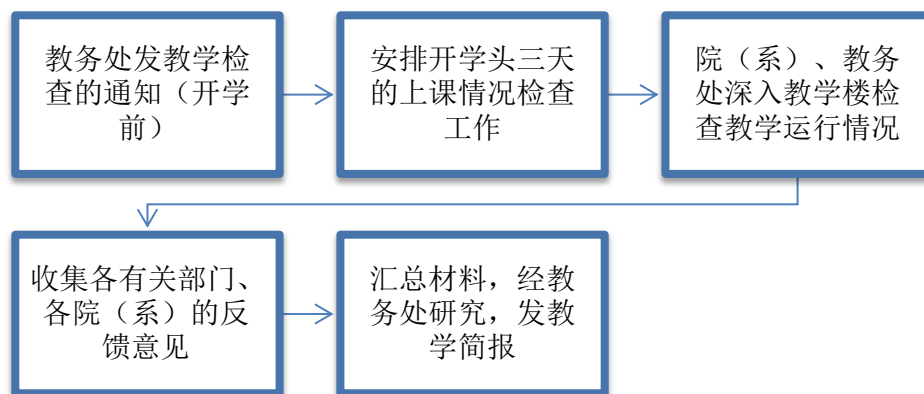 教务处发教学检
查的通知（开学
前）
安排开学头三天
的上课情况检查
工作
院（系）、教务
处深入教学楼检
查教学运行情况
收集各有关部门、
各院（系）的反
馈意见
汇总材料，经教
务处研究，发教
学简报